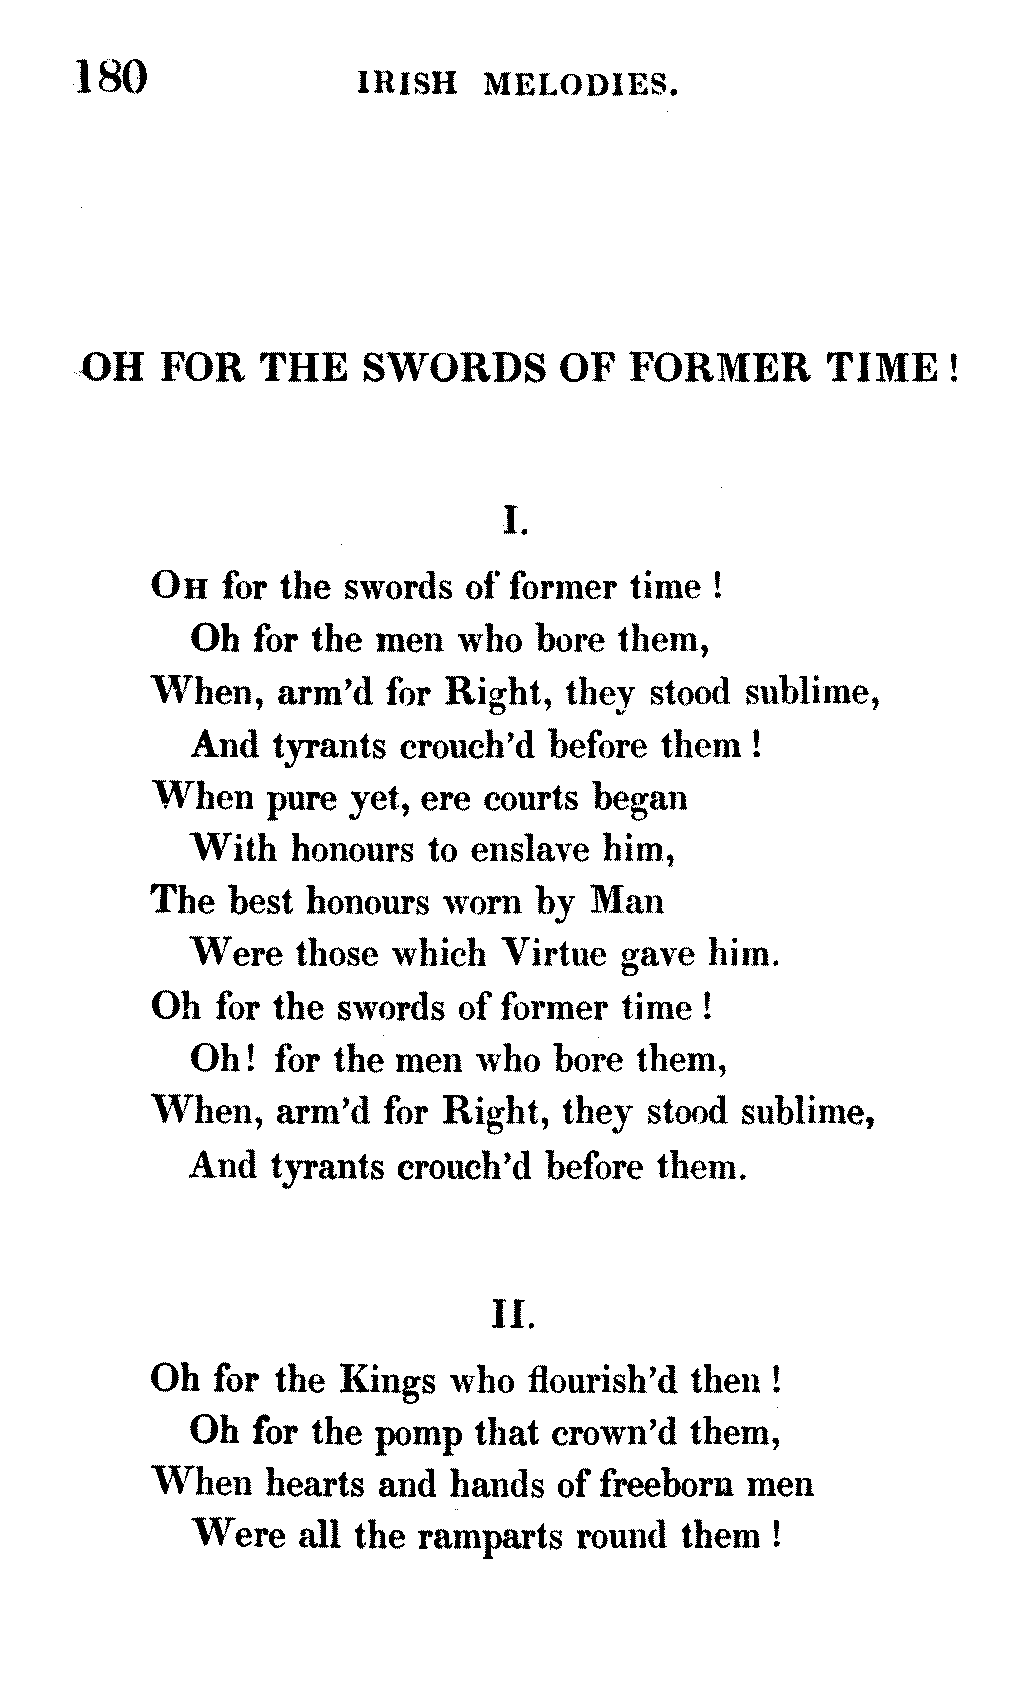 180 IRISH MELODIES.
OH FOR THE SWORDS OF FORMER TIME!
I.
OH for the swords of former time!
Oh for the men who bore them,
When, arm'd for Right, they stood sublime,
And tyrants crouch'd before them!
When pure yet, ere courts began
With honours to enslave him,
The best honours worn by Man
Were those which Virtue gave him.
Oh for the swords of former time!
Oh! for the men who bore them,
When, arm'd for Right, they stood sublime,
And tyrants crouch'd before them.
II.
Oh for the Kings who flourish'd then!
Oh for the pomp that crown'd them,
When hearts and hands of freeborn men
Were all the ramparts round them!